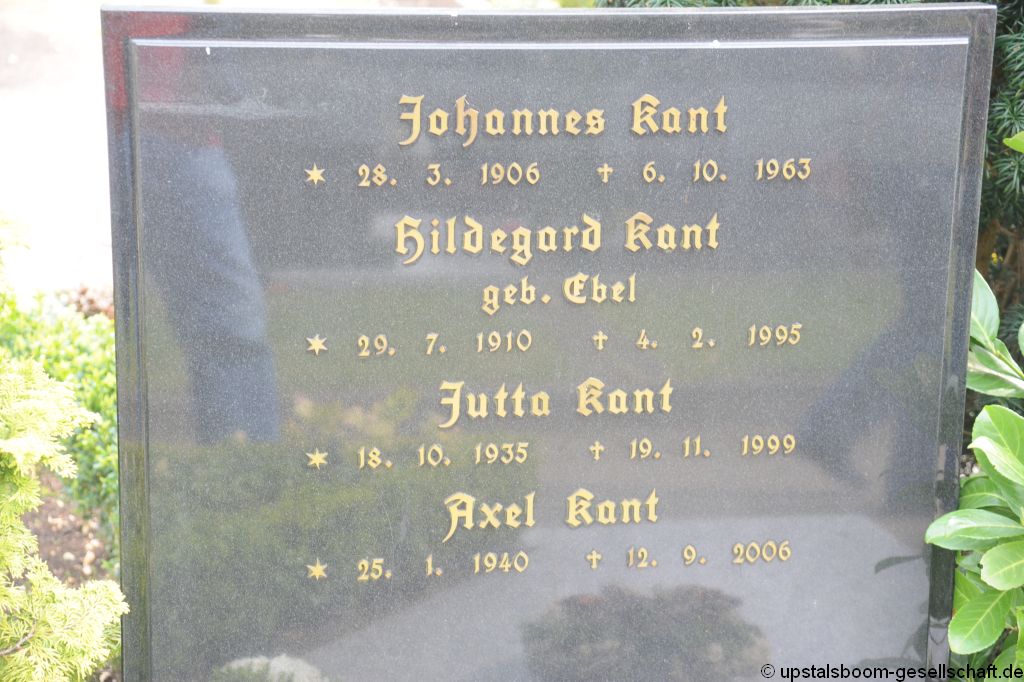 Johannes Kant
* 28. 3. 1906 † 6. 10. 1963
Hildegard Kant
geb. Ebel
* 29. 7. 1910 † 4. 2. 1995
Jutta Kant
* 18. 10. 1935 † 19. 11. 1999
Axel Kant
* 25. 1. 1940 † 12. 9. 2006
© upstalsboom-gesellschaft.de